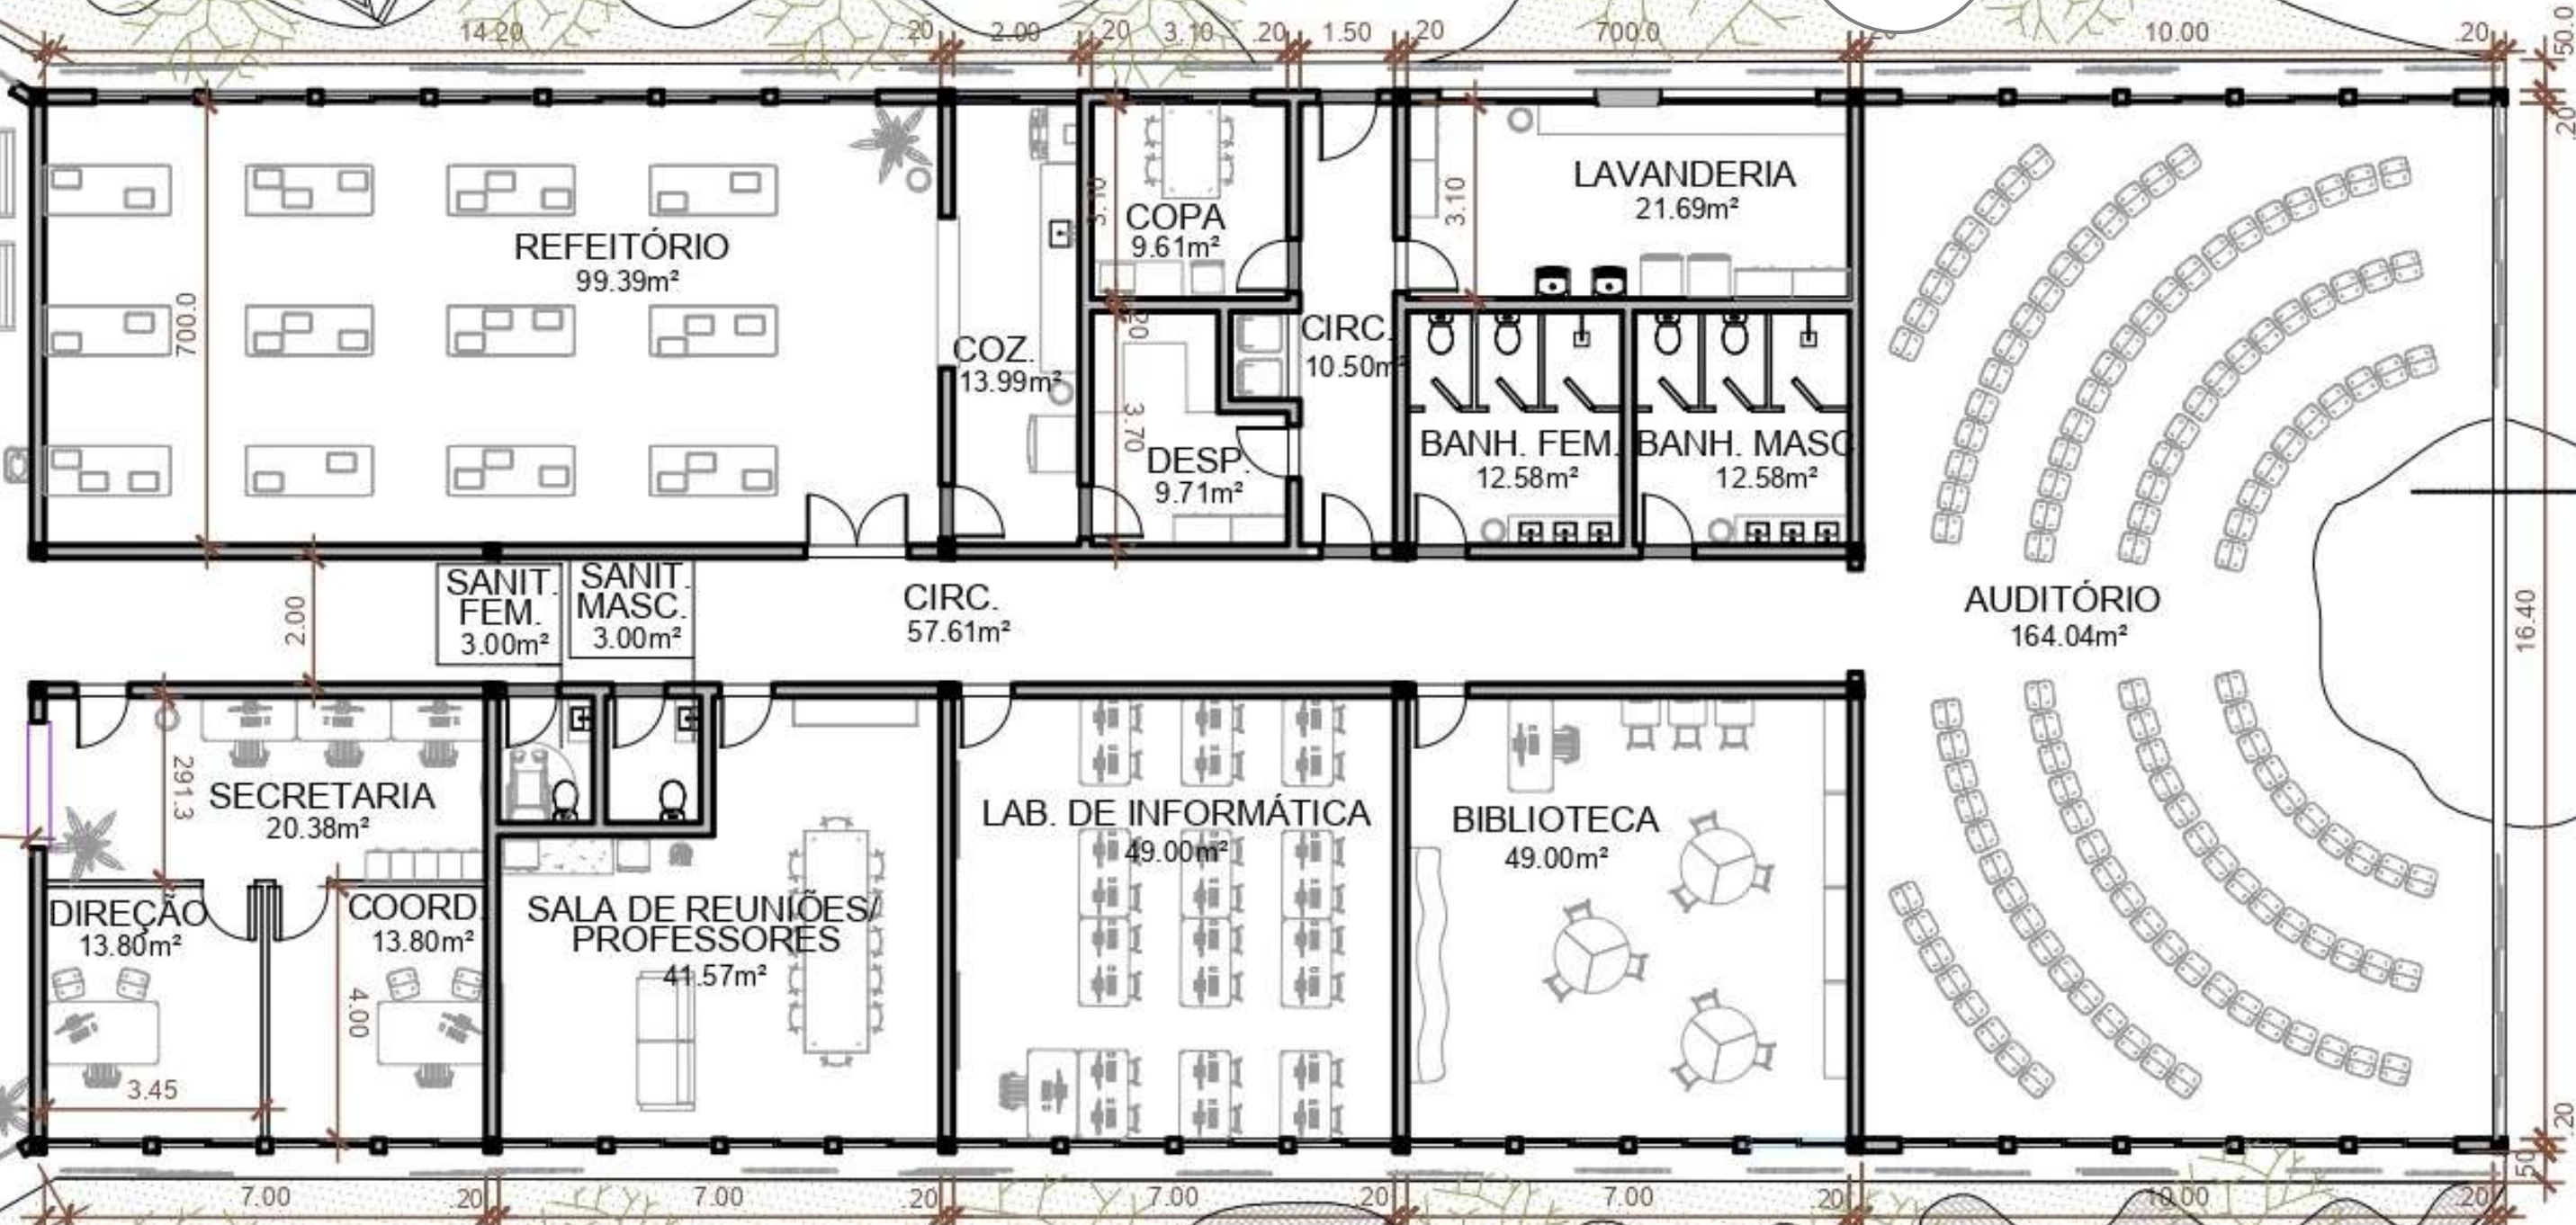 14.20 .20 2.00 .20 3.10 .20 1.50 .20 700.0 10.00 .20
50.0
.20
REFEITÓRIO
99.39m²
700.0
COZ.
13.99m²
COPA
9.61m²
3.10
.20
3.70
DESP.
9.71m²
CIRC.
10.50m²
LAVANDERIA
21.69m²
3.10
BANH. FEM.
12.58m²
BANH. MASC
12.58m²
2.00
SANIT.
FEM.
3.00m²
SANIT.
MASC.
3.00m²
CIRC.
57.61m²
AUDITÓRIO
164.04m²
16.40
291.3
SECRETARIA
20.38m²
DIREÇÃO
13.80m²
COORD.
13.80m²
4.00
3.45
SALA DE REUNIÕES/
PROFESSORES
41.57m²
LAB. DE INFORMÁTICA
49.00m²
BIBLIOTECA
49.00m²
.20
50
7.00 .20 7.00 .20 7.00 .20 7.00 .20 10.00 .20